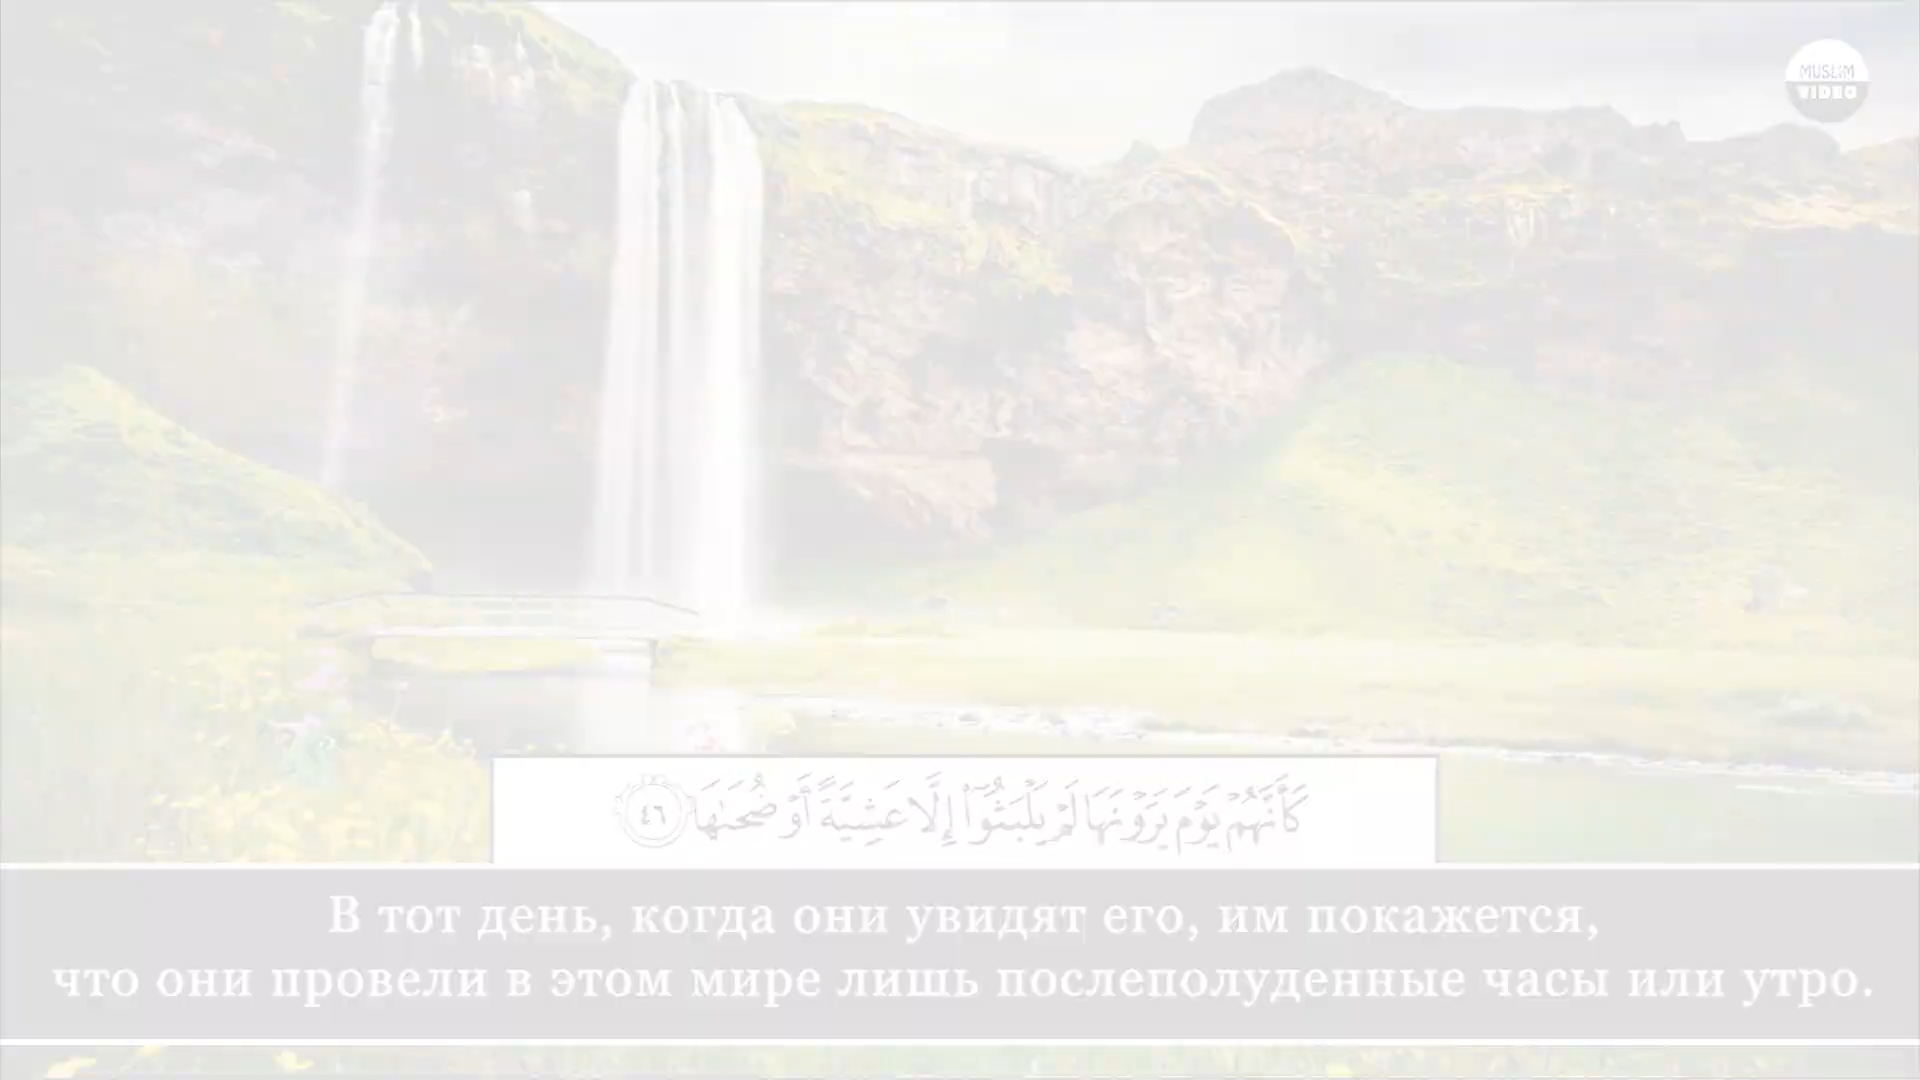 MUSLIM
VIDEO
كَأَنَّهُمْ يَوْمَ يَرَوْنَهَا لَمْ يَلْبَثُوٓا۟ إِلَّا عَشِيَّةً أَوْ ضُحَىٰهَا ٤٦
В тот день, когда они увидят его, им покажется,
что они провели в этом мире лишь послеполуденные часы или утро.